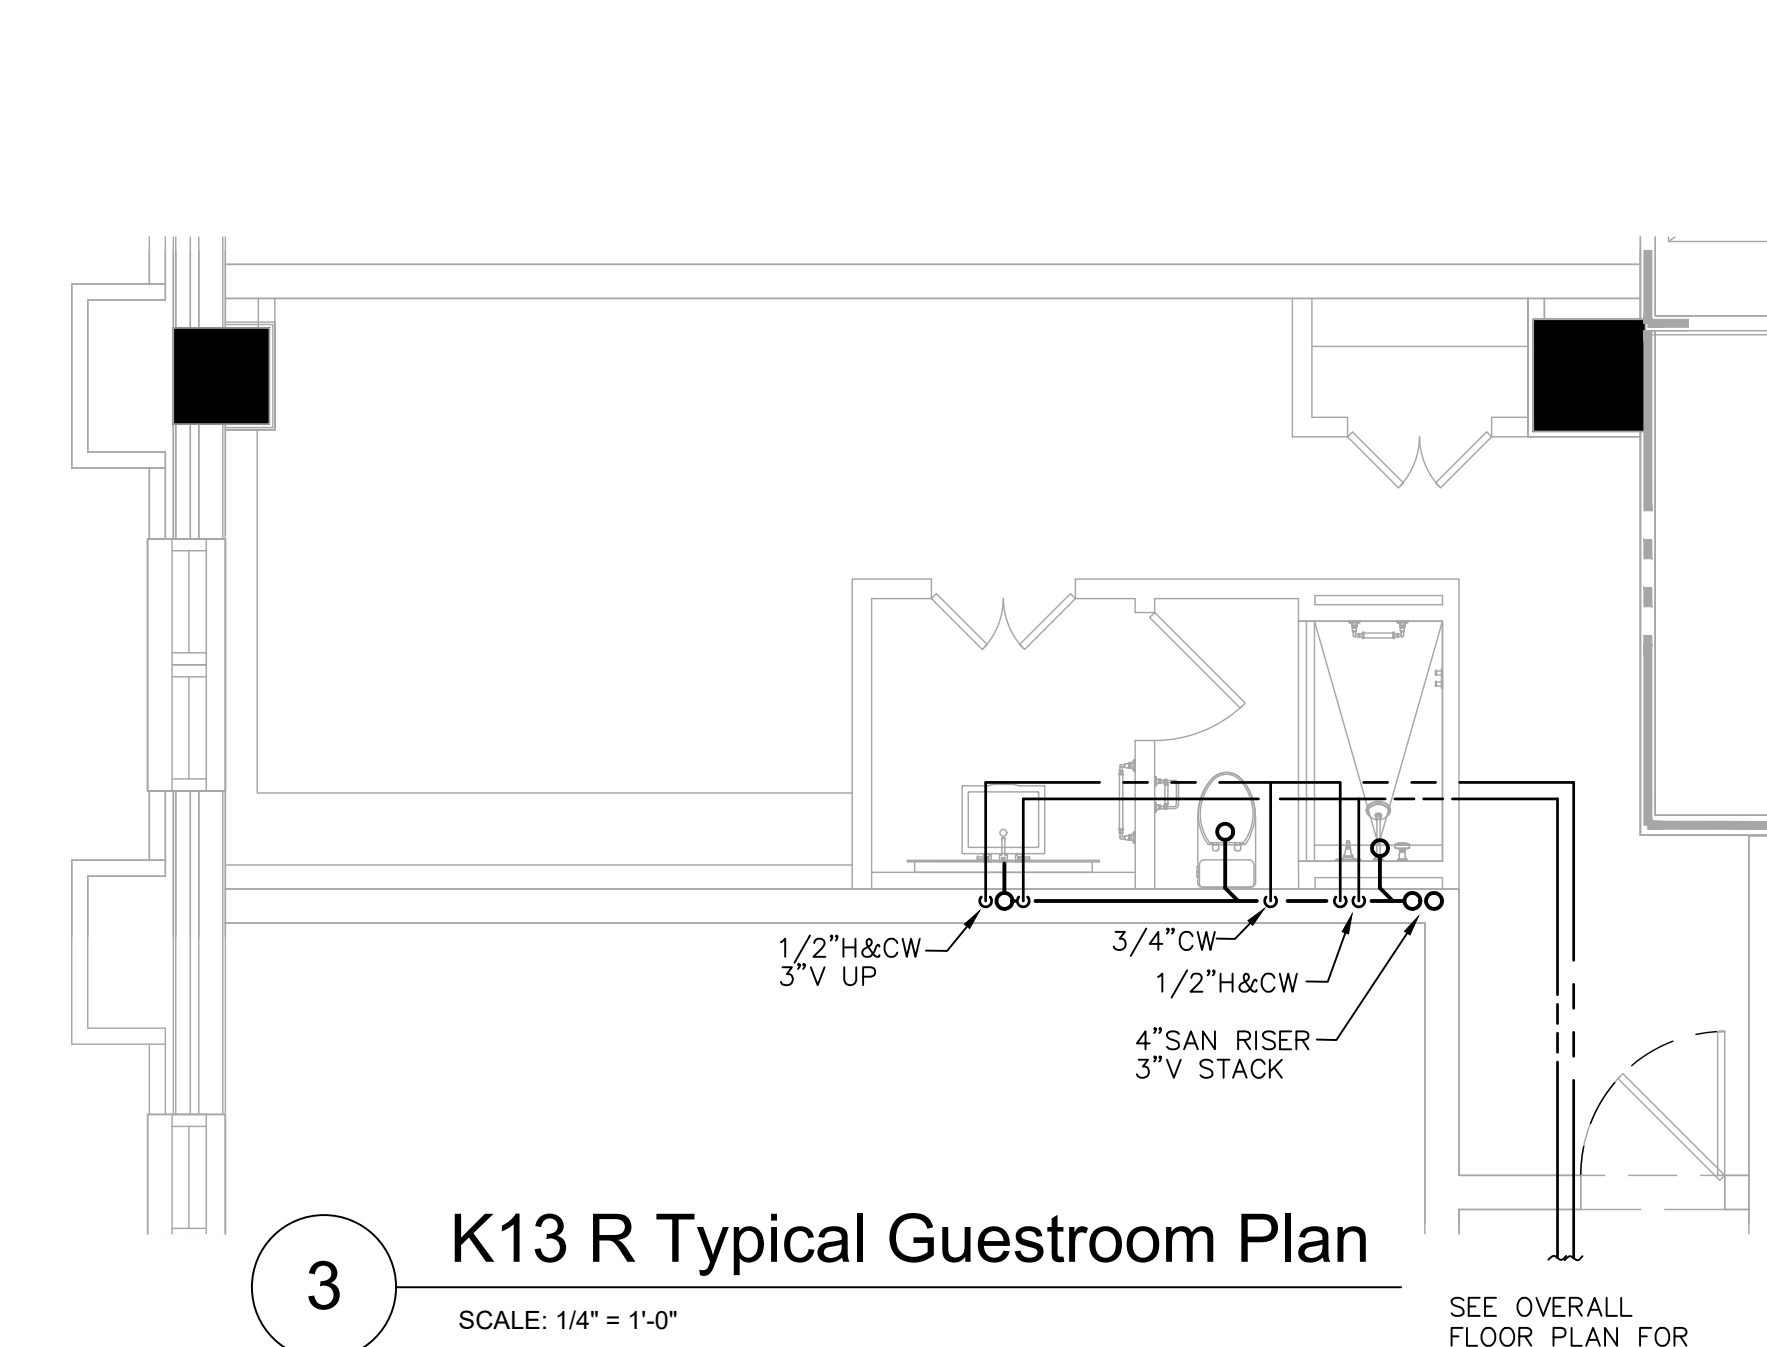 1/2”H&CW
3”V UP
3/4”CW
1/2”H&CW
4”SAN RISER
3”V STACK
3
K13 R Typical Guestroom Plan
SCALE: 1/4" = 1'-0"
SEE OVERALL
FLOOR PLAN FOR